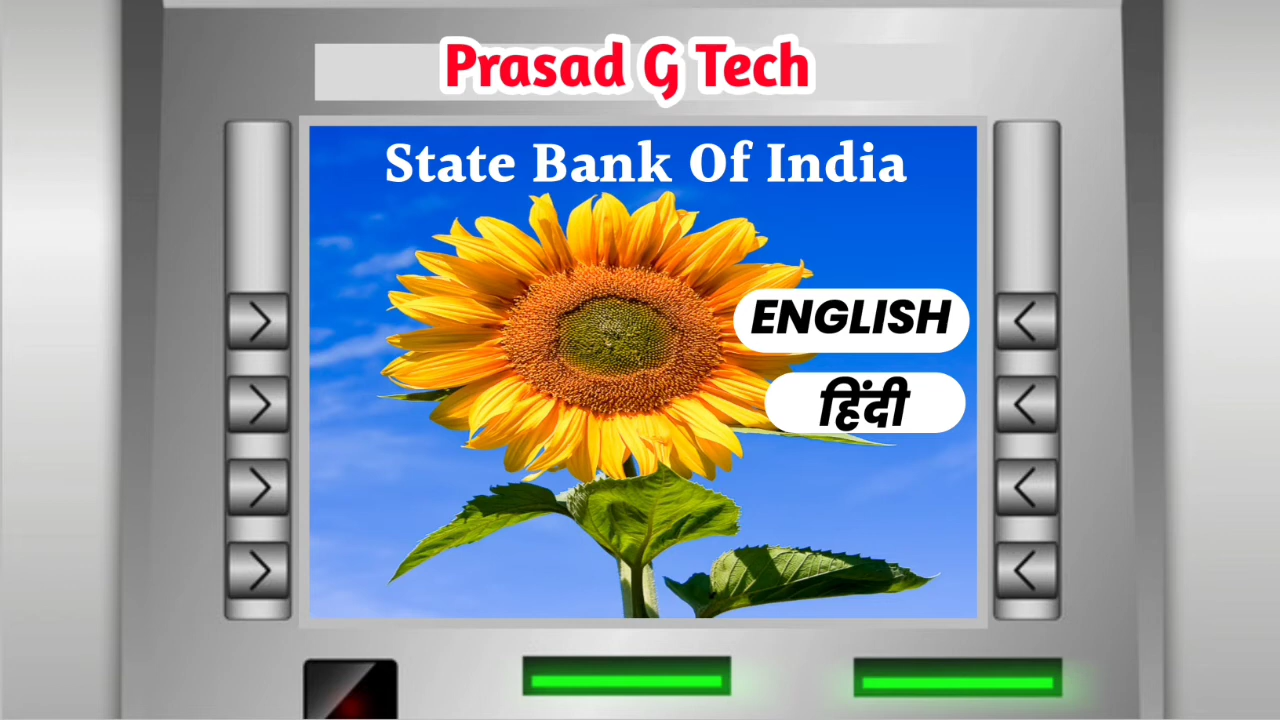 Prasad G Tech
State Bank Of India
ENGLISH
हिंदी